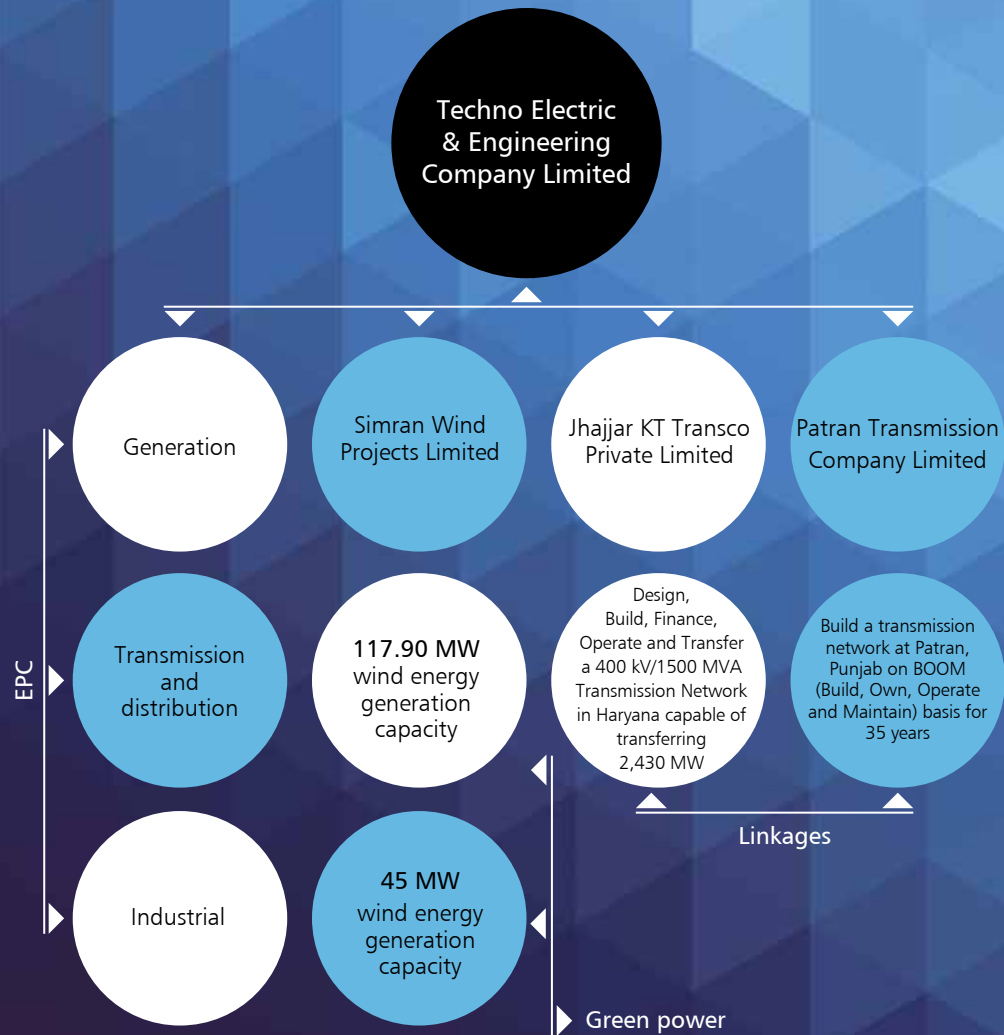 Techno Electric
& Engineering
Company Limited
Generation
Simran Wind
Projects Limited
Jhajjar KT Transco
Private Limited
Patran Transmission
Company Limited
EPC
Transmission
and
distribution
117.90 MW
wind energy
generation
capacity
Design,
Build, Finance,
Operate and Transfer
a 400 kV/1500 MVA
Transmission Network
in Haryana capable of
transferring
2,430 MW
Build a transmission
network at Patran,
Punjab on BOOM
(Build, Own, Operate
and Maintain) basis for
35 years
Linkages
Industrial
45 MW
wind energy
generation
capacity
Green power